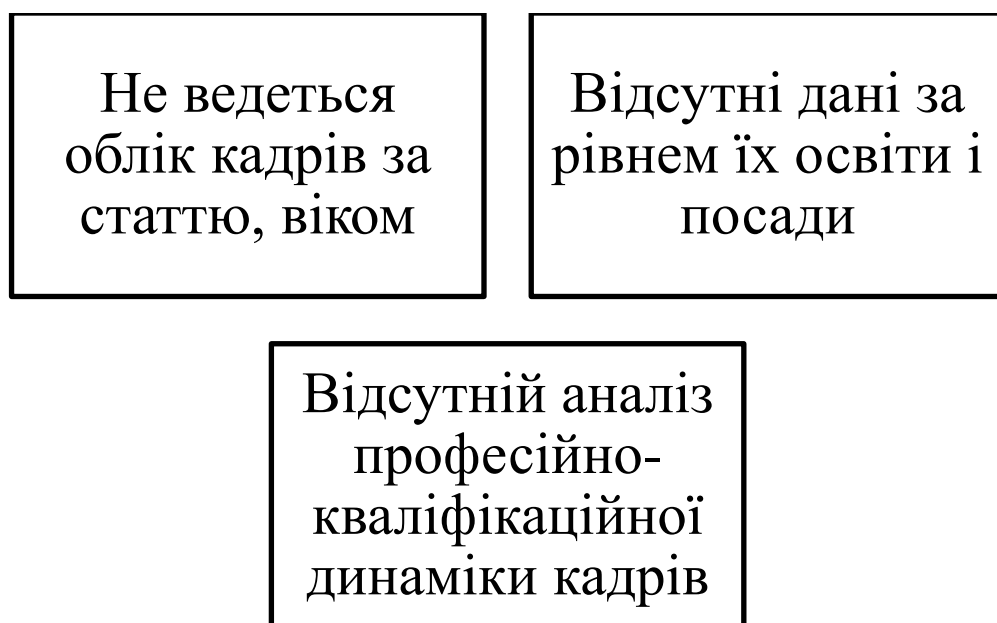 Не ведеться
облік кадрів за
статтю, віком
Відсутні дані за
рівнем їх освіти і
посади
Відсутній аналіз
професійно-
кваліфікаційної
динаміки кадрів